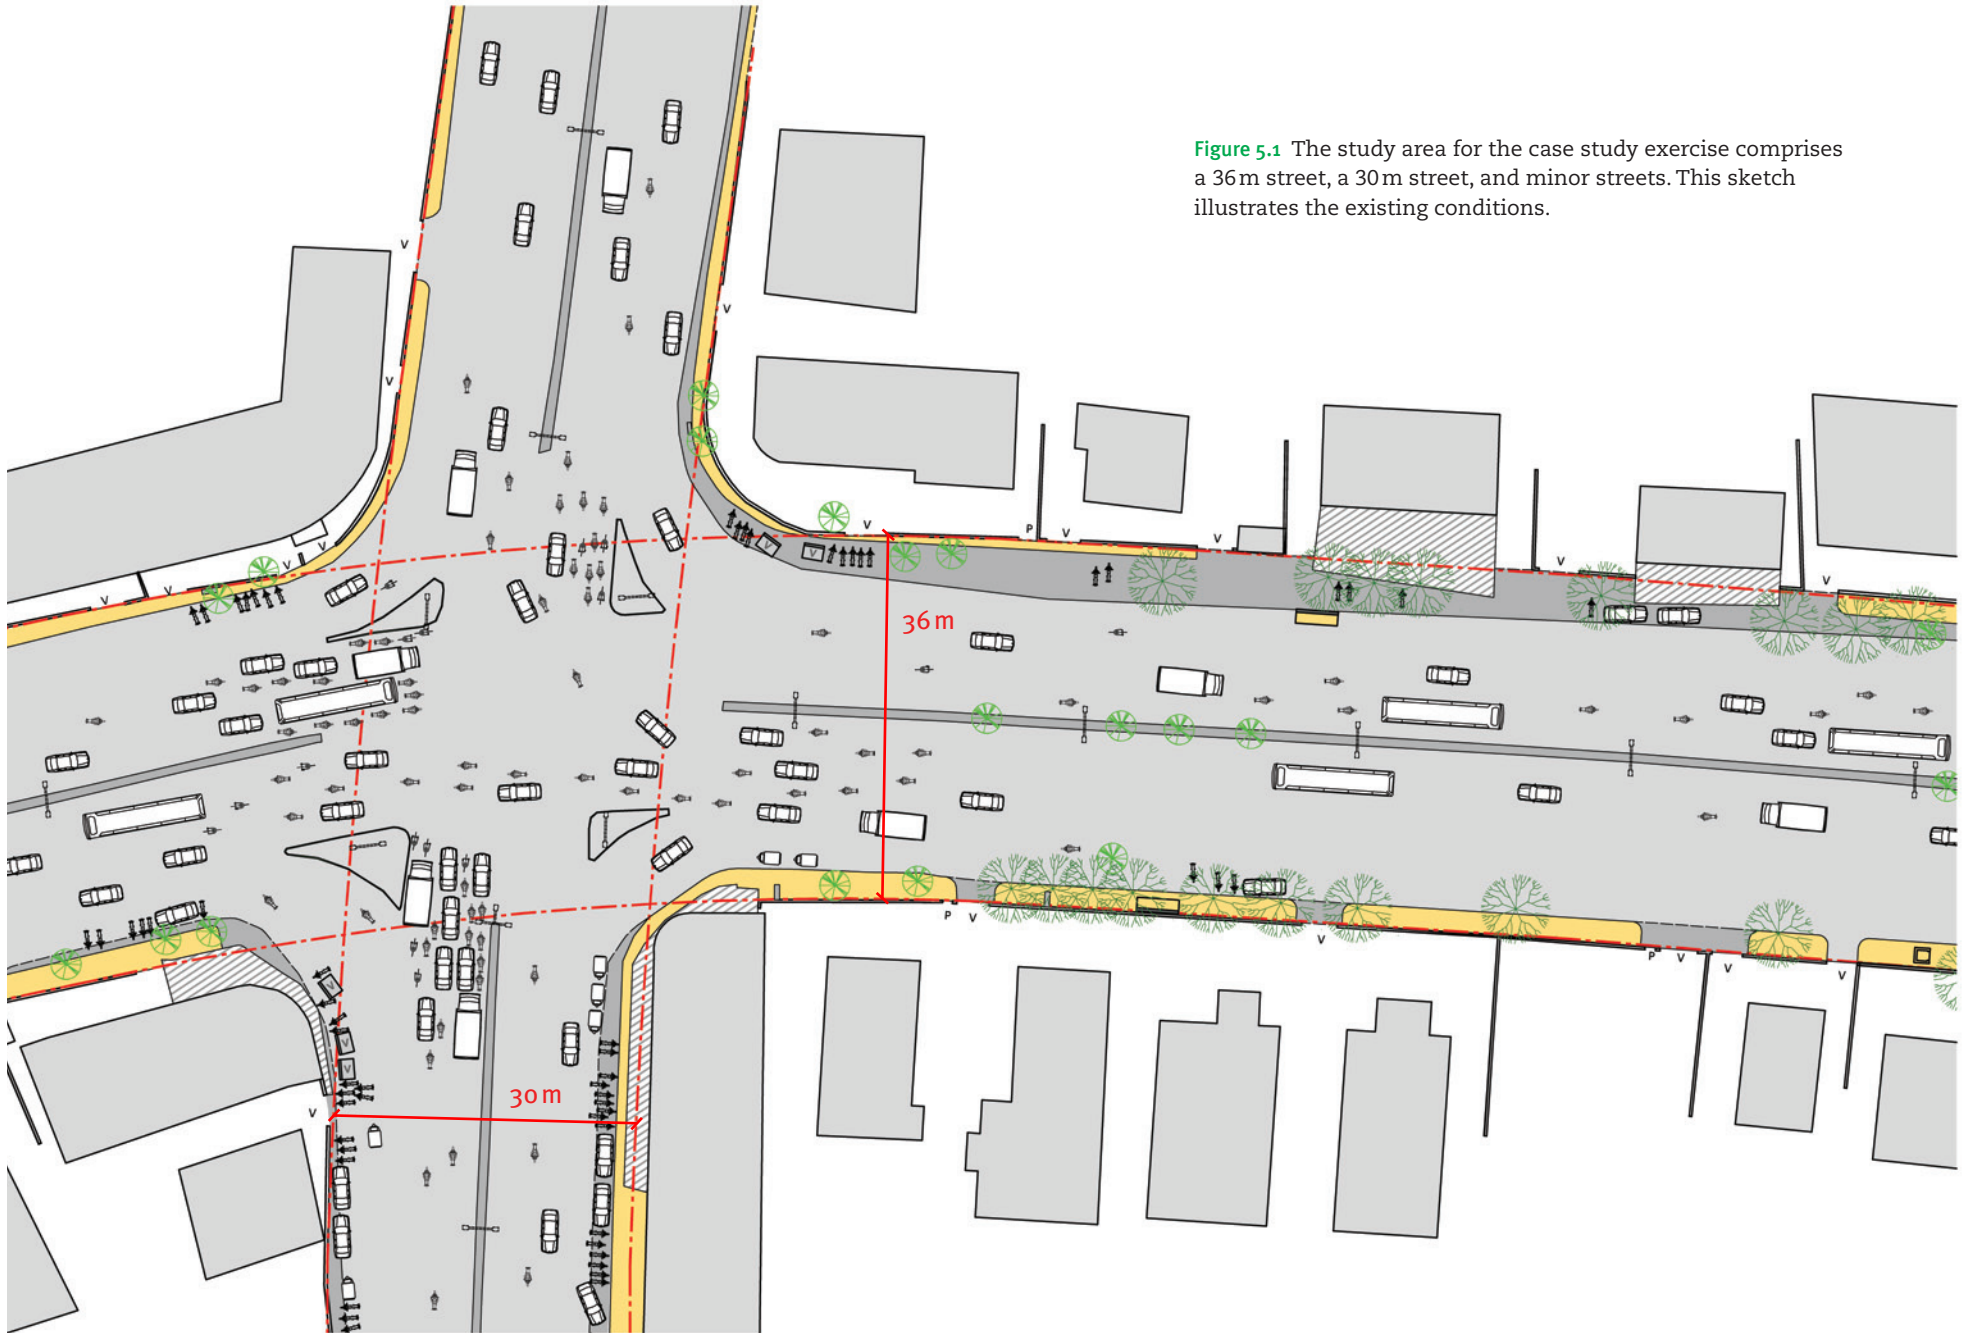 Figure 5.1 The study area for the case study exercise comprises
a 36 m street, a 30 m street, and minor streets. This sketch
illustrates the existing conditions.
V
V
V
V
V
P
V
V
V
V
V
V
V
V
V
V
36 m
P
V
V
P
V
V
V
V
V
V
V
30 m